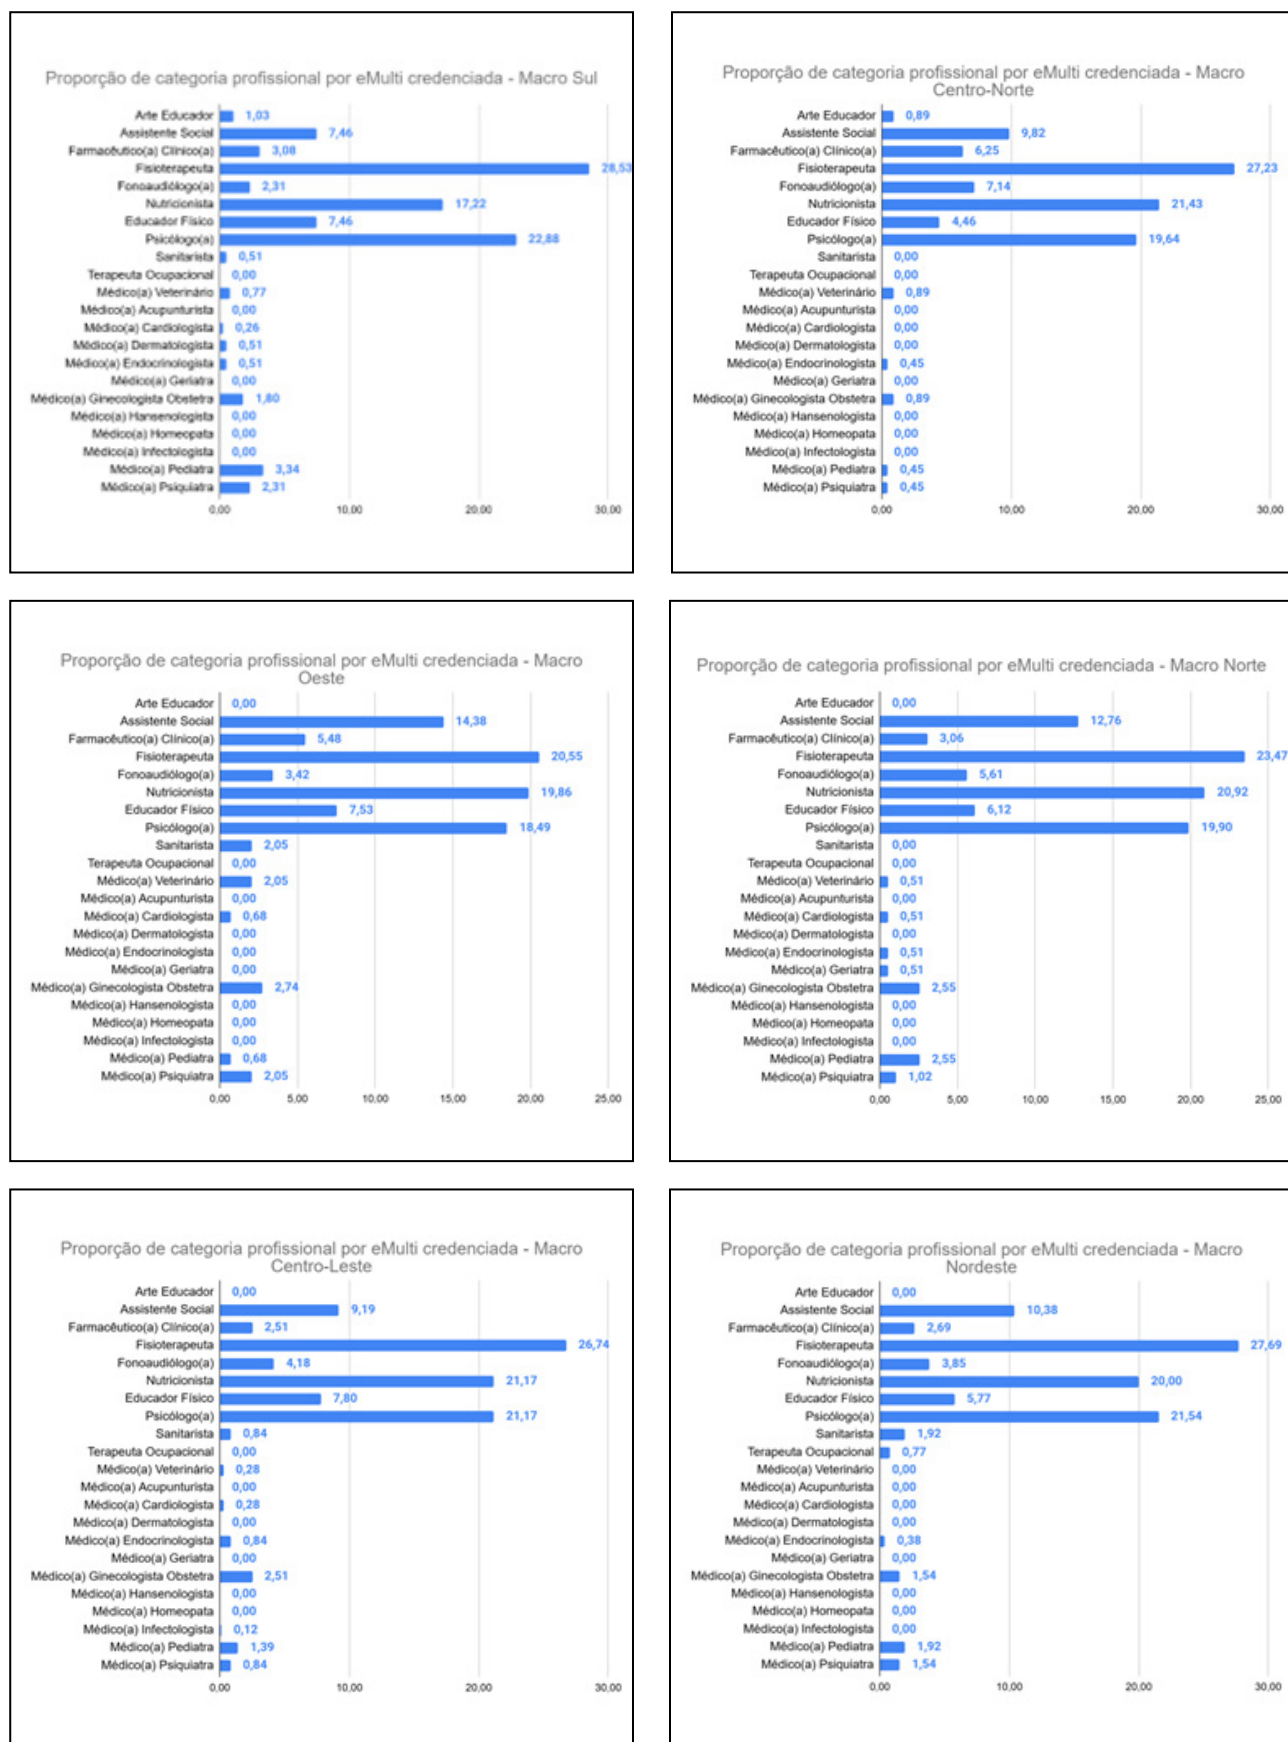 Proporção de categoria profissional por eMulti credenciada - Macro Sul
Arte Educador 1,03
Assistente Social 7,46
Farmacêutico(a) Clínico(a) 3,08
Fisioterapeuta 28,53
Fonoaudiólogo(a) 2,31
Nutricionista 17,22
Educador Físico 7,46
Psicólogo(a) 22,88
Sanitarista 0,51
Terapeuta Ocupacional 0,00
Médico(a) Veterinário 0,77
Médico(a) Acupunturista 0,00
Médico(a) Cardiologista 0,26
Médico(a) Dermatologista 0,51
Médico(a) Endocrinologista 0,51
Médico(a) Geriatra 0,00
Médico(a) Ginecologista Obstetra 1,80
Médico(a) Hansenologista 0,00
Médico(a) Homeopata 0,00
Médico(a) Infectologista 0,00
Médico(a) Pediatra 3,34
Médico(a) Psiquiatra 2,31
0,00 10,00 20,00 30,00
Proporção de categoria profissional por eMulti credenciada - Macro
Centro-Norte
Arte Educador 0,89
Assistente Social 9,82
Farmacêutico(a) Clínico(a) 6,25
Fisioterapeuta 27,23
Fonoaudiólogo(a) 7,14
Nutricionista 21,43
Educador Físico 4,46
Psicólogo(a) 19,64
Sanitarista 0,00
Terapeuta Ocupacional 0,00
Médico(a) Veterinário 0,89
Médico(a) Acupunturista 0,00
Médico(a) Cardiologista 0,00
Médico(a) Dermatologista 0,00
Médico(a) Endocrinologista 0,45
Médico(a) Geriatra 0,00
Médico(a) Ginecologista Obstetra 0,89
Médico(a) Hansenologista 0,00
Médico(a) Homeopata 0,00
Médico(a) Infectologista 0,00
Médico(a) Pediatra 0,45
Médico(a) Psiquiatra 0,45
0,00 10,00 20,00 30,00
Proporção de categoria profissional por eMulti credenciada - Macro
Oeste
Arte Educador 0,00
Assistente Social 14,38
Farmacêutico(a) Clínico(a) 5,48
Fisioterapeuta 20,55
Fonoaudiólogo(a) 3,42
Nutricionista 19,86
Educador Físico 7,53
Psicólogo(a) 18,49
Sanitarista 2,05
Terapeuta Ocupacional 0,00
Médico(a) Veterinário 2,05
Médico(a) Acupunturista 0,00
Médico(a) Cardiologista 0,68
Médico(a) Dermatologista 0,00
Médico(a) Endocrinologista 0,00
Médico(a) Geriatra 0,00
Médico(a) Ginecologista Obstetra 2,74
Médico(a) Hansenologista 0,00
Médico(a) Homeopata 0,00
Médico(a) Infectologista 0,00
Médico(a) Pediatra 0,68
Médico(a) Psiquiatra 2,05
0,00 5,00 10,00 15,00 20,00 25,00
Proporção de categoria profissional por eMulti credenciada - Macro Norte
Arte Educador 0,00
Assistente Social 12,76
Farmacêutico(a) Clínico(a) 3,06
Fisioterapeuta 23,47
Fonoaudiólogo(a) 5,61
Nutricionista 20,92
Educador Físico 6,12
Psicólogo(a) 19,90
Sanitarista 0,00
Terapeuta Ocupacional 0,00
Médico(a) Veterinário 0,51
Médico(a) Acupunturista 0,00
Médico(a) Cardiologista 0,51
Médico(a) Dermatologista 0,00
Médico(a) Endocrinologista 0,51
Médico(a) Geriatra 0,51
Médico(a) Ginecologista Obstetra 2,55
Médico(a) Hansenologista 0,00
Médico(a) Homeopata 0,00
Médico(a) Infectologista 0,00
Médico(a) Pediatra 2,55
Médico(a) Psiquiatra 1,02
0,00 5,00 10,00 15,00 20,00 25,00
Proporção de categoria profissional por eMulti credenciada - Macro
Centro-Leste
Arte Educador 0,00
Assistente Social 9,19
Farmacêutico(a) Clínico(a) 2,51
Fisioterapeuta 26,74
Fonoaudiólogo(a) 4,18
Nutricionista 21,17
Educador Físico 7,80
Psicólogo(a) 21,17
Sanitarista 0,84
Terapeuta Ocupacional 0,00
Médico(a) Veterinário 0,28
Médico(a) Acupunturista 0,00
Médico(a) Cardiologista 0,28
Médico(a) Dermatologista 0,00
Médico(a) Endocrinologista 0,84
Médico(a) Geriatra 0,00
Médico(a) Ginecologista Obstetra 2,51
Médico(a) Hansenologista 0,00
Médico(a) Homeopata 0,00
Médico(a) Infectologista 0,12
Médico(a) Pediatra 1,39
Médico(a) Psiquiatra 0,84
0,00 10,00 20,00 30,00
Proporção de categoria profissional por eMulti credenciada - Macro
Nordeste
Arte Educador 0,00
Assistente Social 10,38
Farmacêutico(a) Clínico(a) 2,69
Fisioterapeuta 27,69
Fonoaudiólogo(a) 3,85
Nutricionista 20,00
Educador Físico 5,77
Psicólogo(a) 21,54
Sanitarista 1,92
Terapeuta Ocupacional 0,77
Médico(a) Veterinário 0,00
Médico(a) Acupunturista 0,00
Médico(a) Cardiologista 0,00
Médico(a) Dermatologista 0,00
Médico(a) Endocrinologista 0,38
Médico(a) Geriatra 0,00
Médico(a) Ginecologista Obstetra 1,54
Médico(a) Hansenologista 0,00
Médico(a) Homeopata 0,00
Médico(a) Infectologista 0,00
Médico(a) Pediatra 1,92
Médico(a) Psiquiatra 1,54
0,00 10,00 20,00 30,00